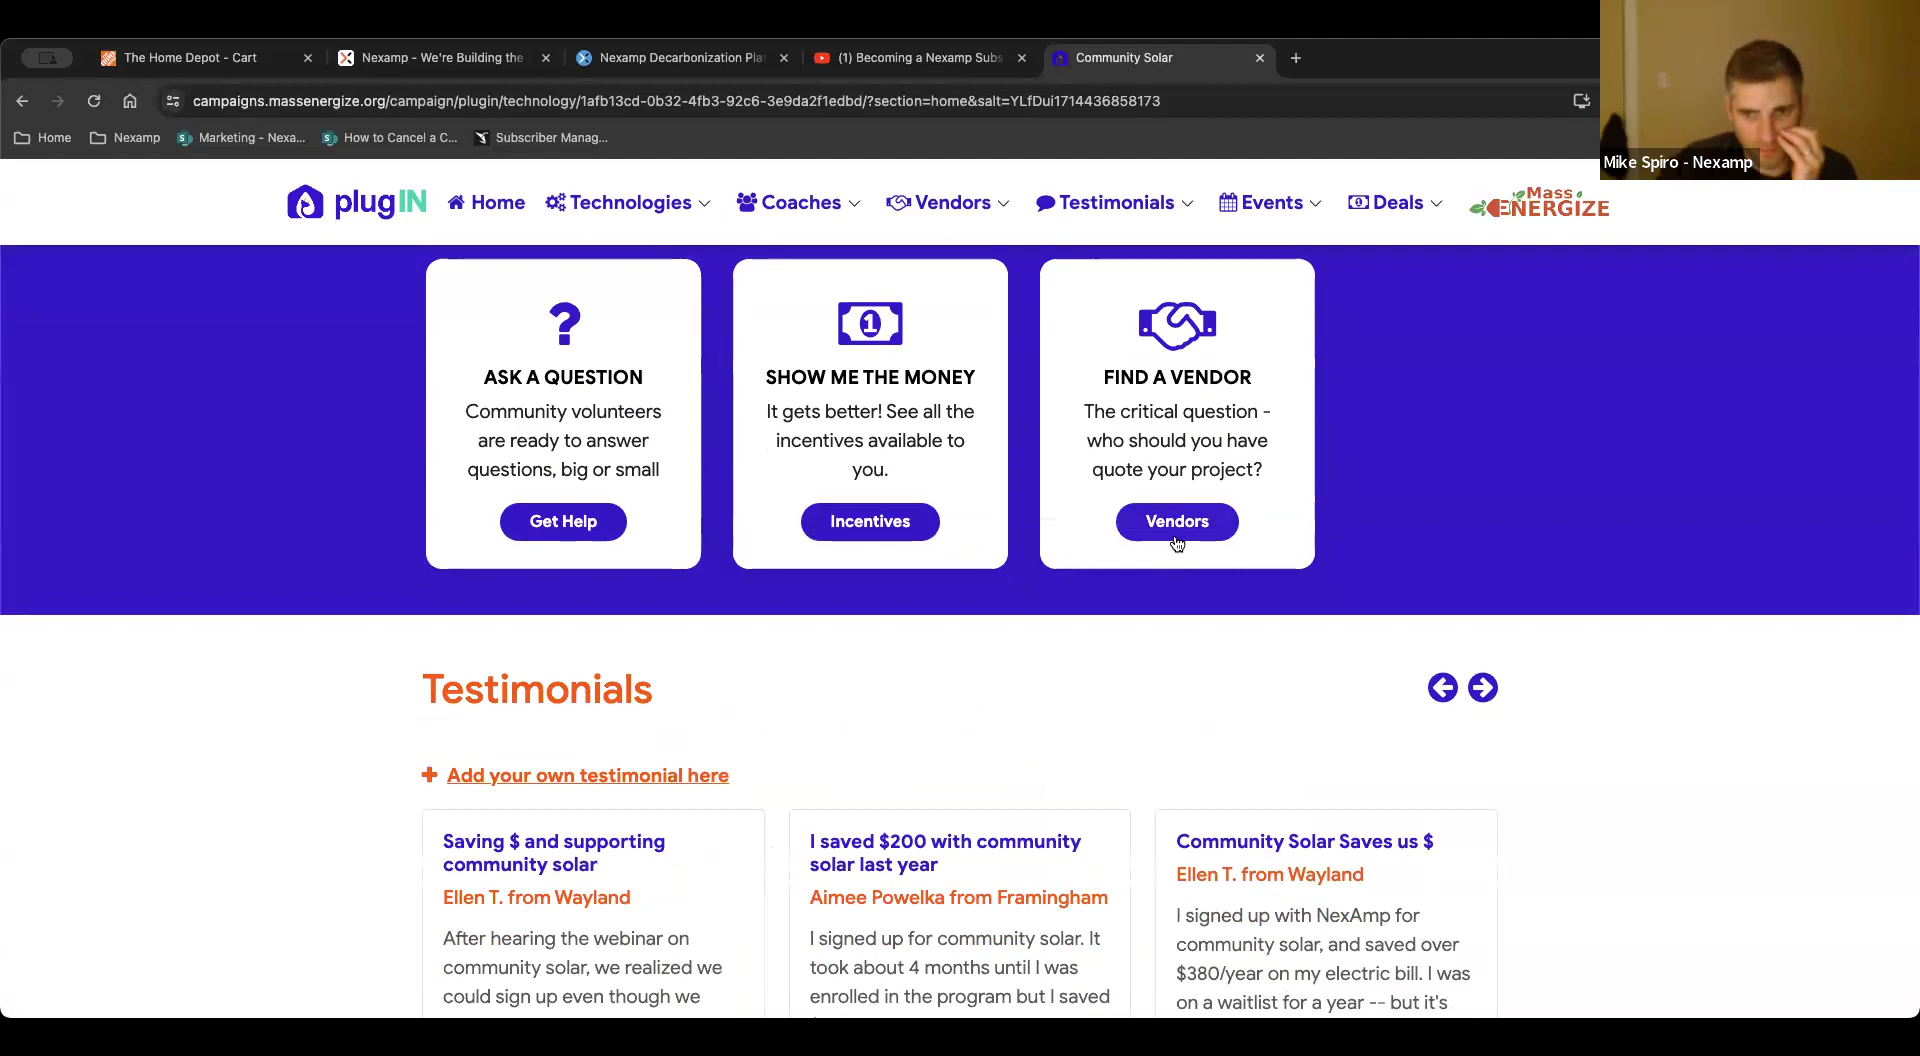 The Home Depot - Cart
Nexamp - We're Building the
Nexamp Decarbonization Pla
(1) Becoming a Nexamp Subs
Community Solar
campaigns.massenergize.org/campaign/plugin/technology/1afb13cd-0b32-4fb3-92c6-3e9da2f1edbd/?section=home&salt=YLfDui1714436858173
Home
Nexamp
Marketing - Nexa...
How to Cancel a C...
Subscriber Manag...
Mike Spiro - Nexamp
plugIN
Home
Technologies
Coaches
Vendors
Testimonials
Events
Deals
Mass
ENERGIZE
?
ASK A QUESTION
Community volunteers
are ready to answer
questions, big or small
Get Help
1
SHOW ME THE MONEY
It gets better! See all the
incentives available to
you.
Incentives
FIND A VENDOR
The critical question -
who should you have
quote your project?
Vendors
Testimonials
+ Add your own testimonial here
Saving $ and supporting
community solar
Ellen T. from Wayland
After hearing the webinar on
community solar, we realized we
could sign up even though we
I saved $200 with community
solar last year
Aimee Powelka from Framingham
I signed up for community solar. It
took about 4 months until I was
enrolled in the program but I saved
Community Solar Saves us $
Ellen T. from Wayland
I signed up with NexAmp for
community solar, and saved over
$380/year on my electric bill. I was
on a waitlist for a year -- but it's